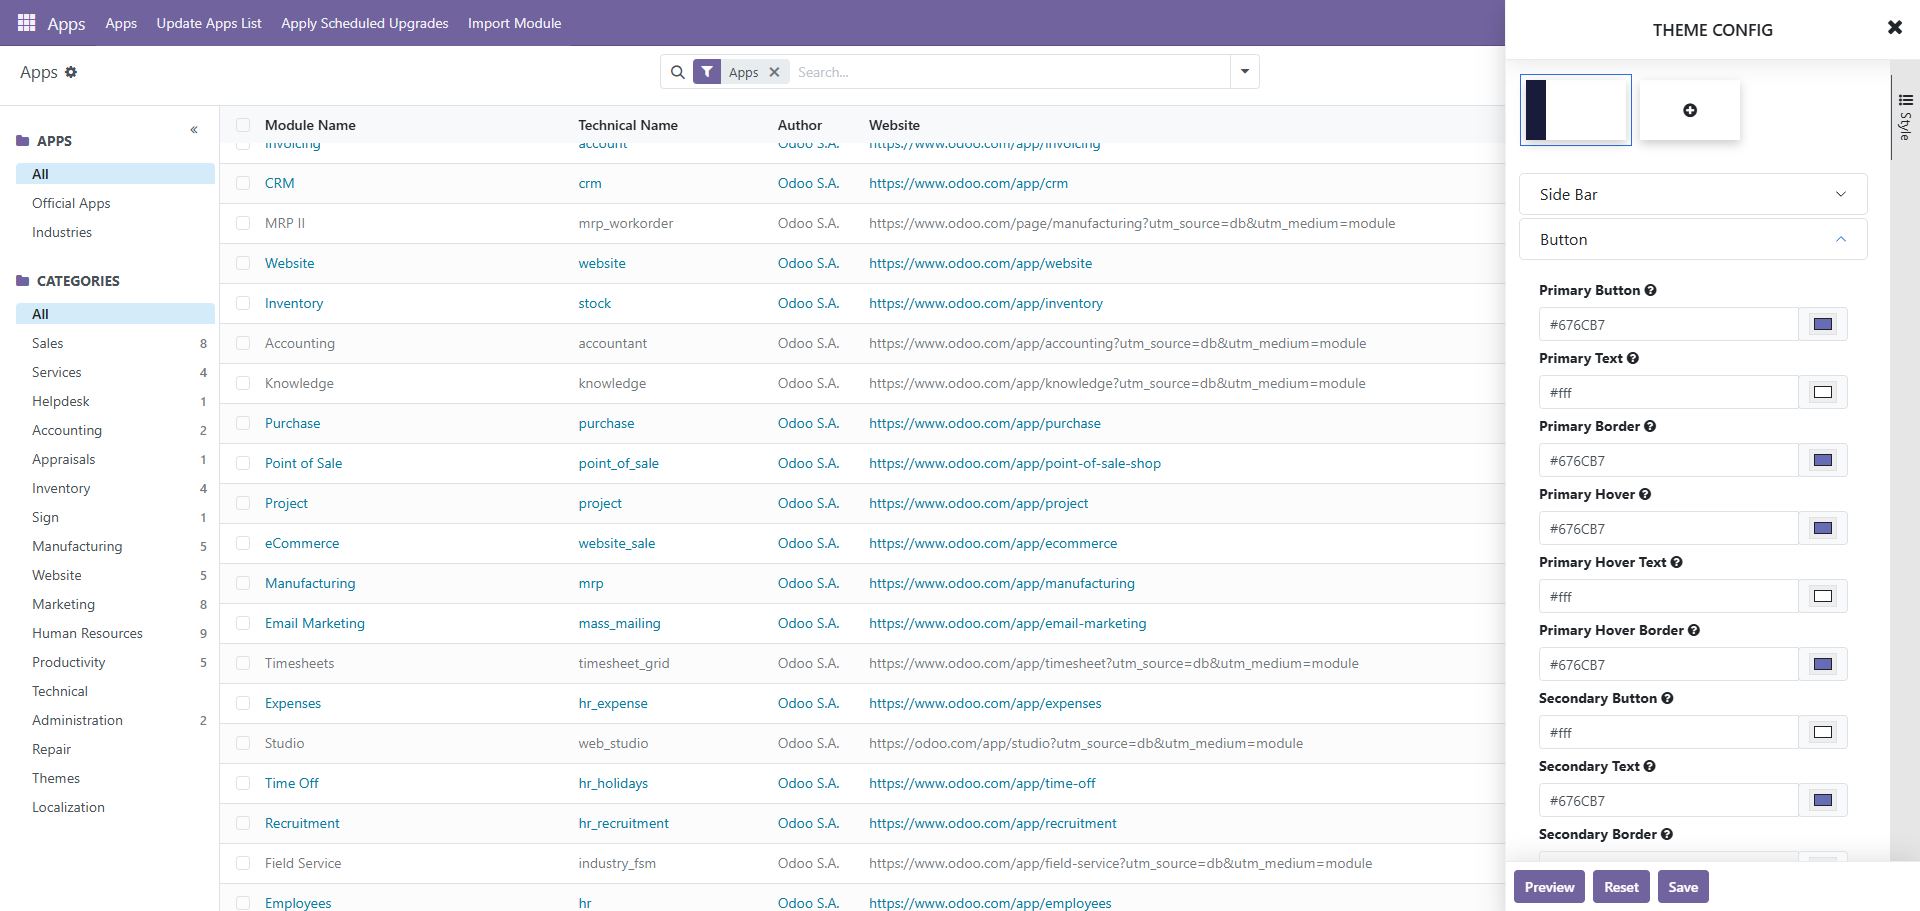 Apps Apps Update Apps List Apply Scheduled Upgrades Import Module
THEME CONFIG
Apps
Apps
Search...
Style
APPS
All
Official Apps
Industries
CATEGORIES
All
Sales 8
Services 4
Helpdesk 1
Accounting 2
Appraisals 1
Inventory 4
Sign 1
Manufacturing 5
Website 5
Marketing 8
Human Resources 9
Productivity 5
Technical
Administration 2
Repair
Themes
Localization
Module Name Technical Name Author Website
Invoicing account Odoo S.A. https://www.odoo.com/app/invoicing
CRM crm Odoo S.A. https://www.odoo.com/app/crm
MRP II mrp_workorder Odoo S.A. https://www.odoo.com/page/manufacturing?utm_source=db&utm_medium=module
Website website Odoo S.A. https://www.odoo.com/app/website
Inventory stock Odoo S.A. https://www.odoo.com/app/inventory
Accounting accountant Odoo S.A. https://www.odoo.com/app/accounting?utm_source=db&utm_medium=module
Knowledge knowledge Odoo S.A. https://www.odoo.com/app/knowledge?utm_source=db&utm_medium=module
Purchase purchase Odoo S.A. https://www.odoo.com/app/purchase
Point of Sale point_of_sale Odoo S.A. https://www.odoo.com/app/point-of-sale-shop
Project project Odoo S.A. https://www.odoo.com/app/project
eCommerce website_sale Odoo S.A. https://www.odoo.com/app/ecommerce
Manufacturing mrp Odoo S.A. https://www.odoo.com/app/manufacturing
Email Marketing mass_mailing Odoo S.A. https://www.odoo.com/app/email-marketing
Timesheets timesheet_grid Odoo S.A. https://www.odoo.com/app/timesheet?utm_source=db&utm_medium=module
Expenses hr_expense Odoo S.A. https://www.odoo.com/app/expenses
Studio web_studio Odoo S.A. https://odoo.com/app/studio?utm_source=db&utm_medium=module
Time Off hr_holidays Odoo S.A. https://www.odoo.com/app/time-off
Recruitment hr_recruitment Odoo S.A. https://www.odoo.com/app/recruitment
Field Service industry_fsm Odoo S.A. https://www.odoo.com/app/field-service?utm_source=db&utm_medium=module
Employees hr Odoo S.A. https://www.odoo.com/app/employees
Side Bar
Button
Primary Button
#676CB7
Primary Text
#fff
Primary Border
#676CB7
Primary Hover
#676CB7
Primary Hover Text
#fff
Primary Hover Border
#676CB7
Secondary Button
#fff
Secondary Text
#676CB7
Secondary Border
Preview Reset Save